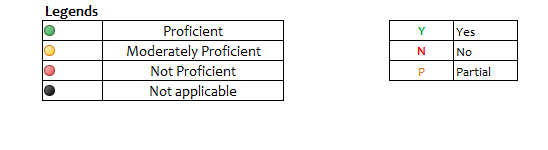 Legends
Proficient
Moderately Proficient
Not Proficient
Not applicable
Y Yes
N No
P Partial